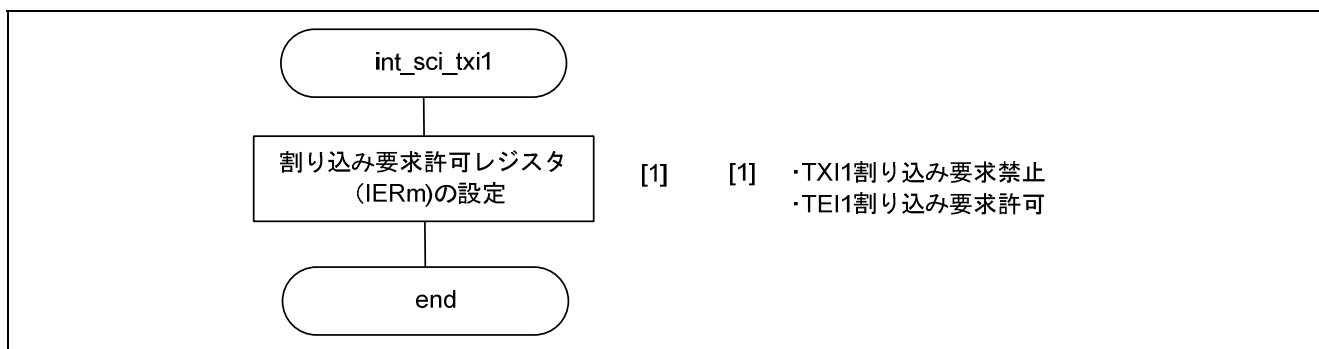 int_sci_txi1
割り込み要求許可レジスタ
（IERm)の設定
[1]
[1] ・TXI1割り込み要求禁止
・TEI1割り込み要求許可
end